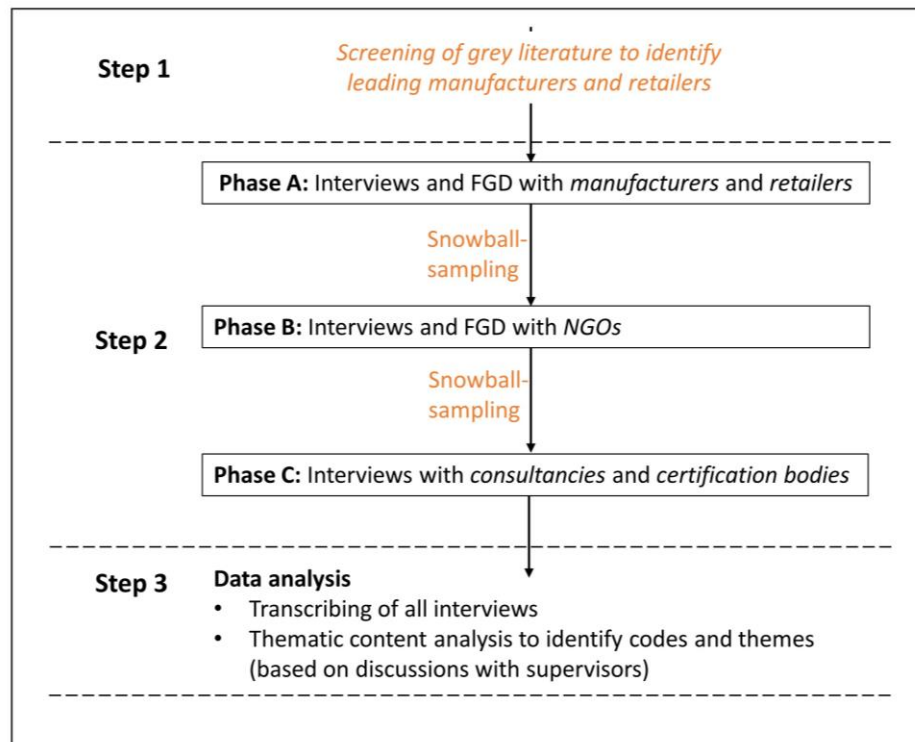 Step 1
Screening of grey literature to identify
leading manufacturers and retailers
Phase A: Interviews and FGD with manufacturers and retailers
Snowball-
sampling
Step 2
Phase B: Interviews and FGD with NGOs
Snowball-
sampling
Phase C: Interviews with consultancies and certification bodies
Step 3
Data analysis
• Transcribing of all interviews
• Thematic content analysis to identify codes and themes
(based on discussions with supervisors)